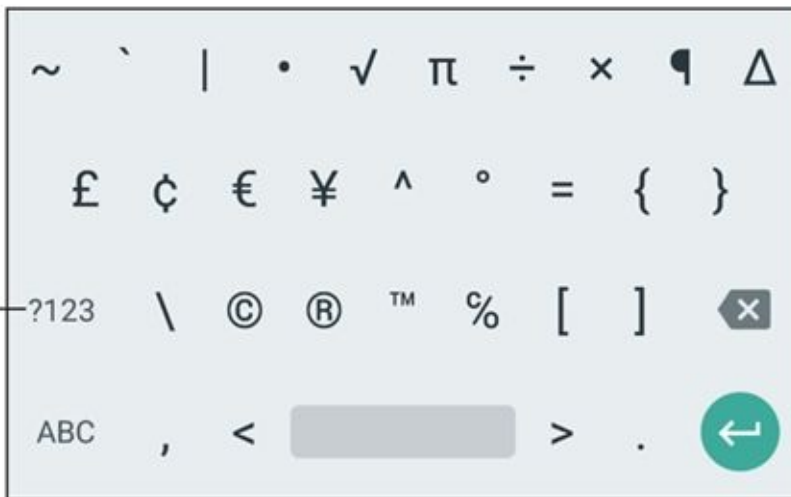 ~ ` | • √ π ÷ × ¶ Δ
£ ¢ € ¥ ^ ° = { }
?123 \ © ® ™ ℅ [ ]
ABC , < > .